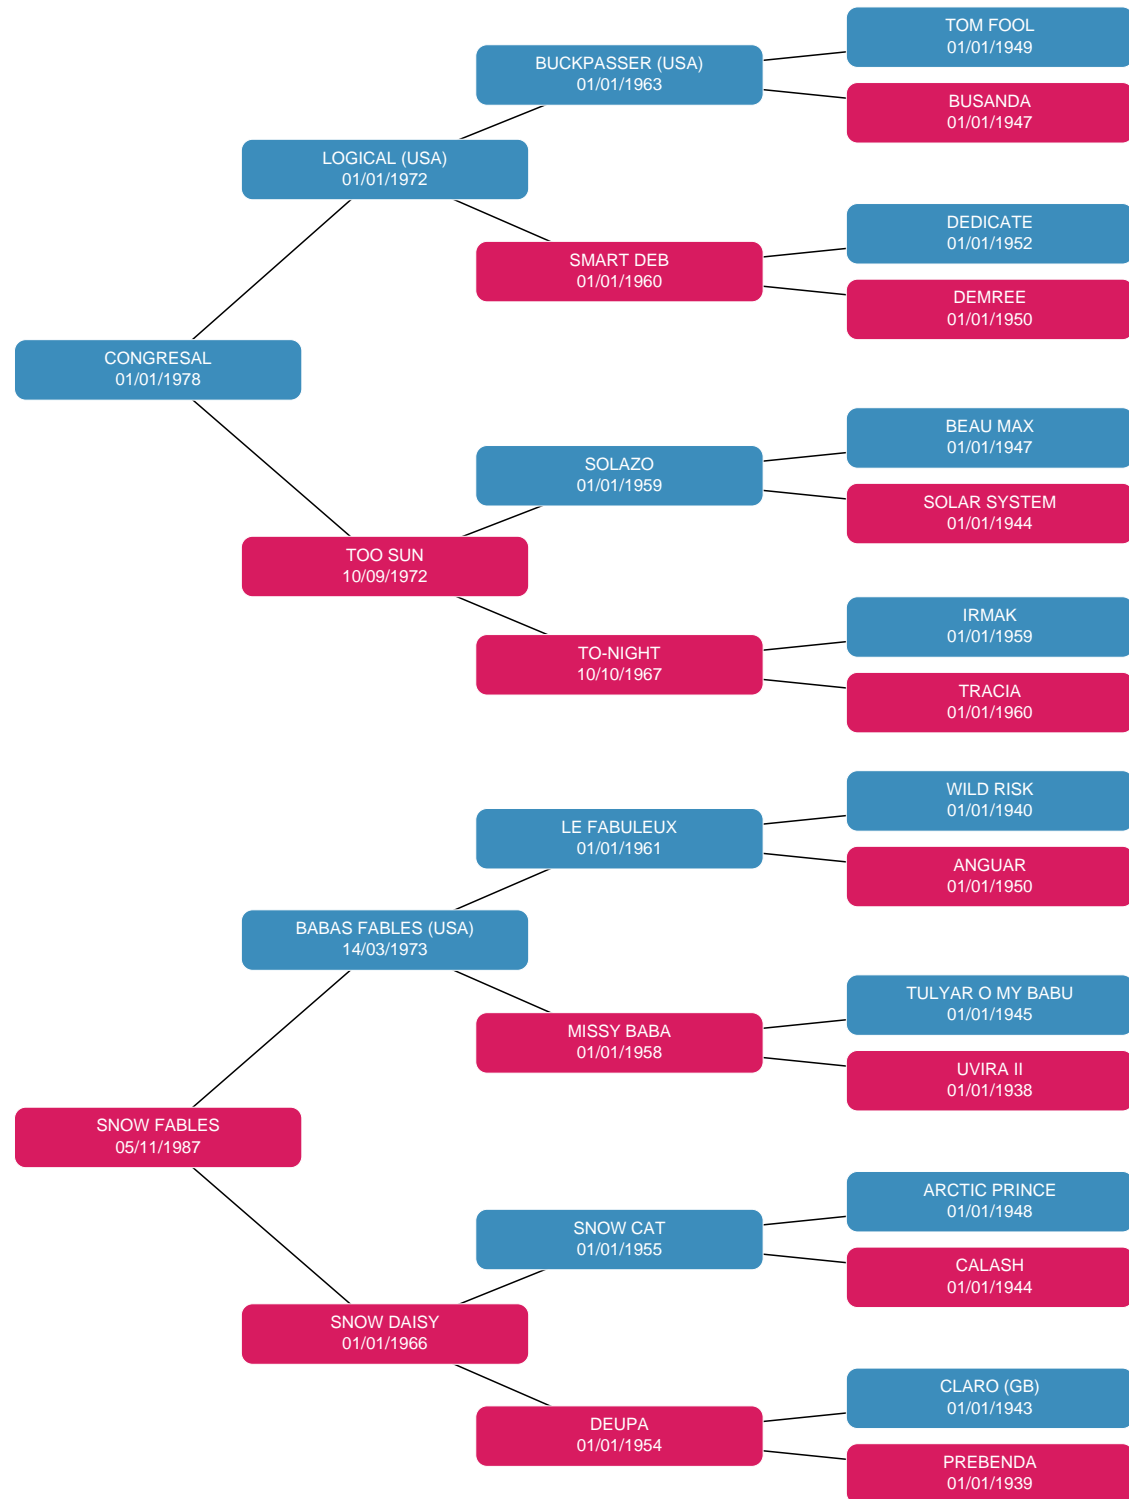 TOM FOOL
01/01/1949
BUCKPASSER (USA)
01/01/1963
BUSANDA
01/01/1947
LOGICAL (USA)
01/01/1972
DEDICATE
01/01/1952
SMART DEB
01/01/1960
DEMREE
01/01/1950
CONGRESAL
01/01/1978
BEAU MAX
01/01/1947
SOLAZO
01/01/1959
SOLAR SYSTEM
01/01/1944
TOO SUN
10/09/1972
IRMAK
01/01/1959
TO-NIGHT
10/10/1967
TRACIA
01/01/1960
WILD RISK
01/01/1940
LE FABULEUX
01/01/1961
ANGUAR
01/01/1950
BABAS FABLES (USA)
14/03/1973
TULYAR O MY BABU
01/01/1945
MISSY BABA
01/01/1958
UVIRA II
01/01/1938
SNOW FABLES
05/11/1987
ARCTIC PRINCE
01/01/1948
SNOW CAT
01/01/1955
CALASH
01/01/1944
SNOW DAISY
01/01/1966
CLARO (GB)
01/01/1943
DEUPA
01/01/1954
PREBENDA
01/01/1939